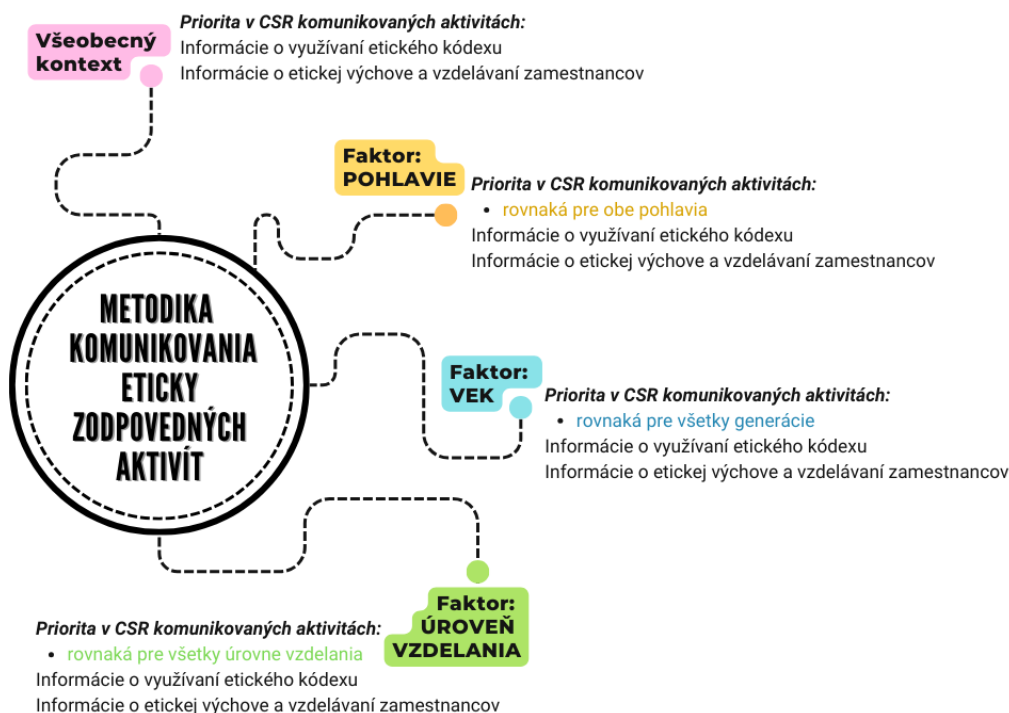 Všeobecný
kontext
Priorita v CSR komunikovaných aktivitách:
Informácie o využívaní etického kódexu
Informácie o etickej výchove a vzdelávaní zamestnancov
Faktor:
POHLAVIE
Priorita v CSR komunikovaných aktivitách:
• rovnaká pre obe pohlavia
Informácie o využívaní etického kódexu
Informácie o etickej výchove a vzdelávaní zamestnancov
METODIKA
KOMUNIKOVANIA
ETICKY
ZODPOVEDNÝCH
AKTIVÍT
Faktor:
VEK
Priorita v CSR komunikovaných aktivitách:
• rovnaká pre všetky generácie
Informácie o využívaní etického kódexu
Informácie o etickej výchove a vzdelávaní zamestnancov
Faktor:
ÚROVEŇ
VZDELANIA
Priorita v CSR komunikovaných aktivitách:
• rovnaká pre všetky úrovne vzdelania
Informácie o využívaní etického kódexu
Informácie o etickej výchove a vzdelávaní zamestnancov